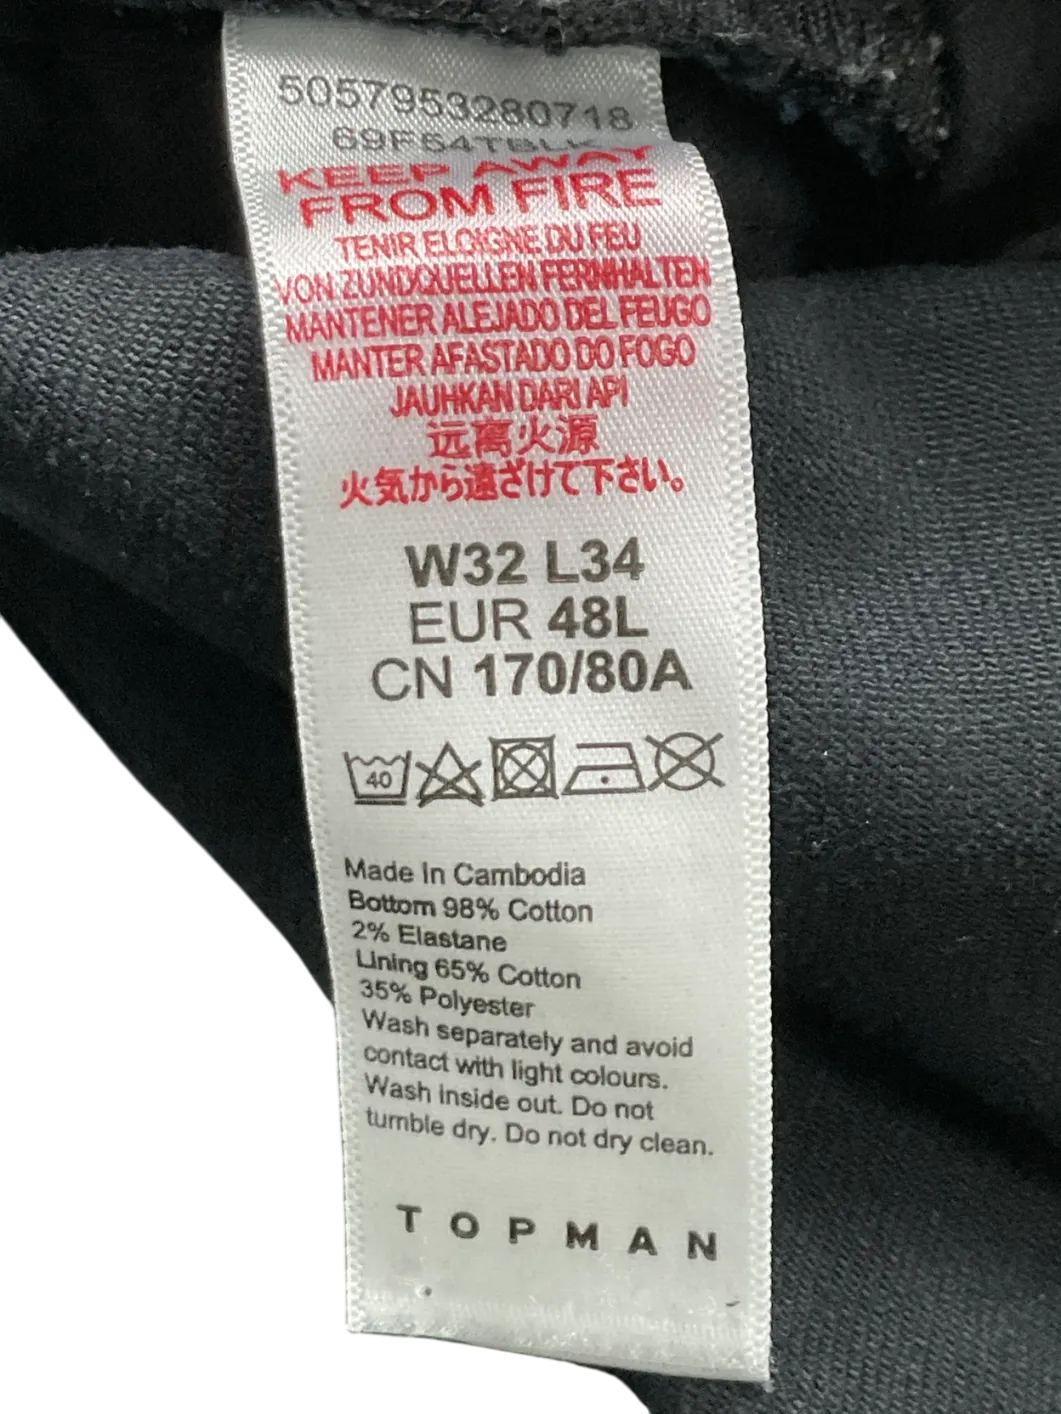 5057953280718
69F54TBLK
KEEP AWAY
FROM FIRE
TENIR ELOIGNE DU FEU
VON ZUNDQUELLEN FERNHALTEN
MANTENER ALEJADO DEL FEUGO
MANTER AFASTADO DO FOGO
JAUHKAN DARI API
远离火源
火気から遠ざけて下さい。
W32 L34
EUR 48L
CN 170/80A
40
Made In Cambodia
Bottom 98% Cotton
2% Elastane
Lining 65% Cotton
35% Polyester
Wash separately and avoid
contact with light colours.
Wash inside out. Do not
tumble dry. Do not dry clean.
TOPMAN